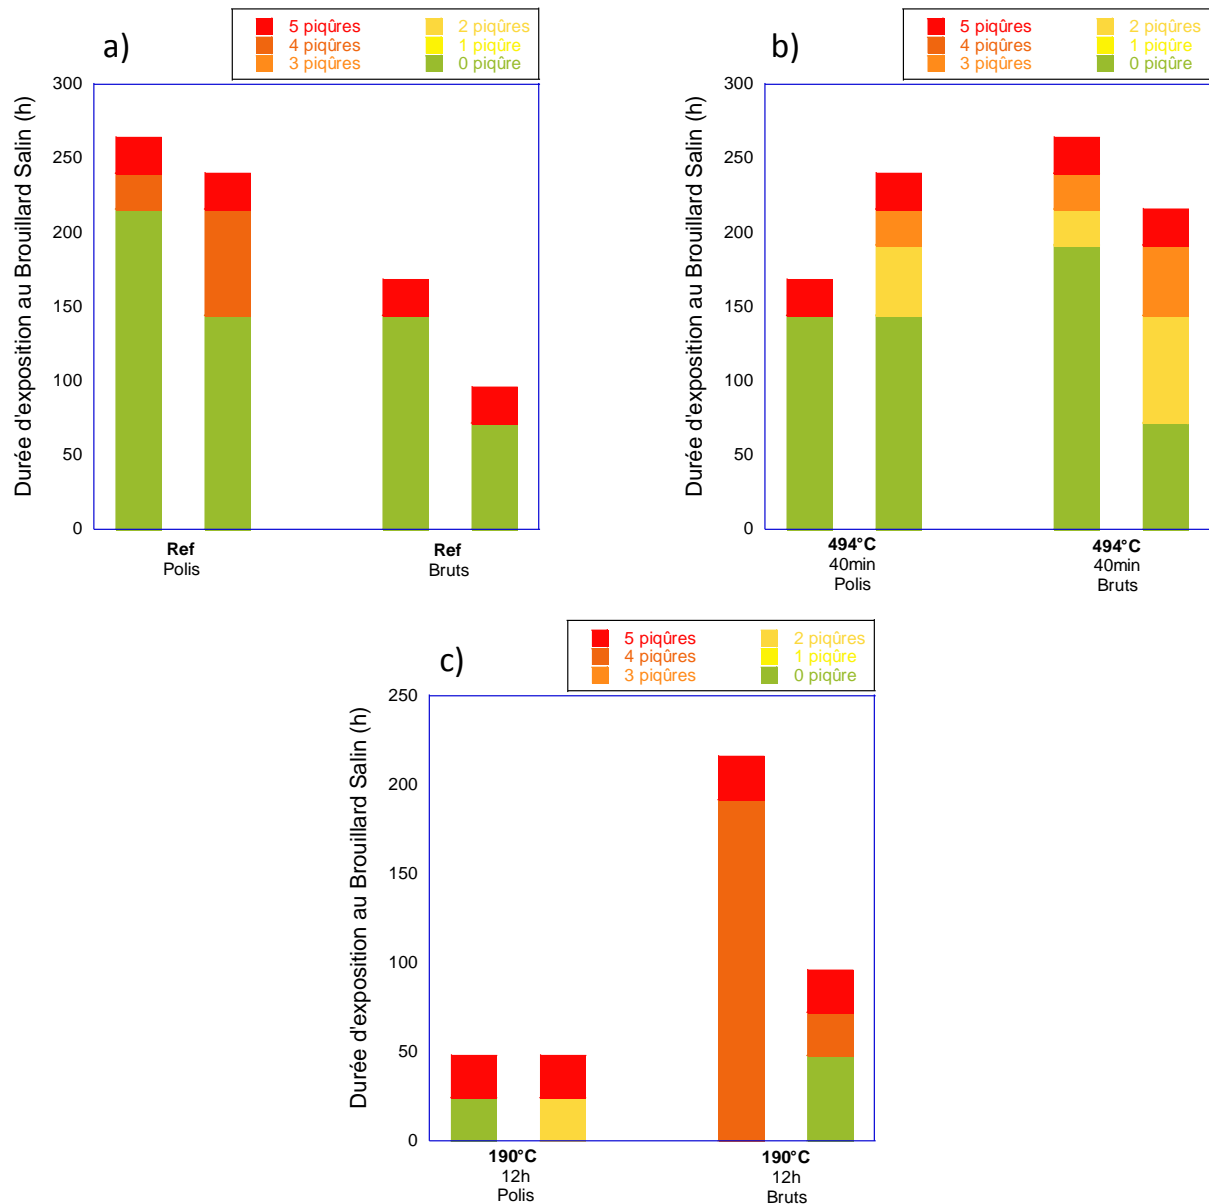 a)
5 piqûres 2 piqûres
4 piqûres 1 piqûre
3 piqûres 0 piqûre
Durée d'exposition au Brouillard Salin (h)
300
250
200
150
100
50
0
Ref Ref
Polis Bruts
b)
5 piqûres 2 piqûres
4 piqûres 1 piqûre
3 piqûres 0 piqûre
Durée d'exposition au Brouillard Salin (h)
300
250
200
150
100
50
0
494°C 494°C
40min 40min
Polis Bruts
c)
5 piqûres 2 piqûres
4 piqûres 1 piqûre
3 piqûres 0 piqûre
Durée d'exposition au Brouillard Salin (h)
250
200
150
100
50
0
190°C 190°C
12h 12h
Polis Bruts